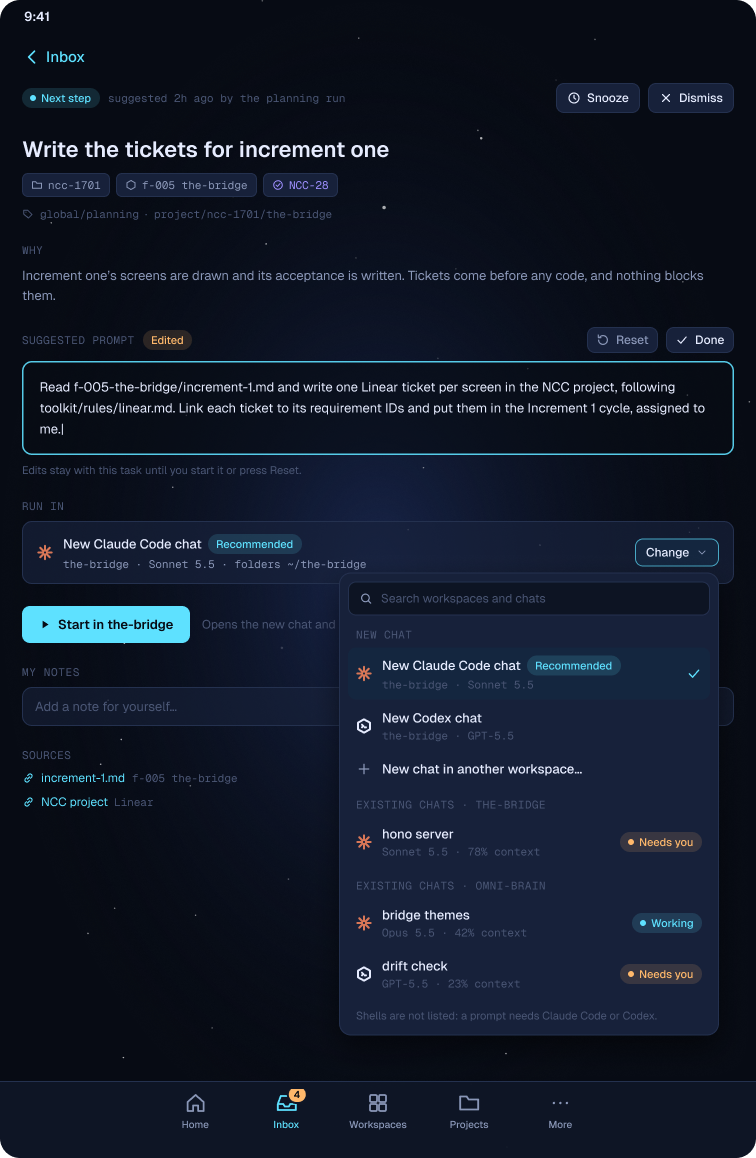 9:41
Inbox
Next step suggested 2h ago by the planning run Snooze Dismiss
Write the tickets for increment one
ncc-1701 f-005 the-bridge NCC-28
global/planning · project/ncc-1701/the-bridge
WHY
Increment one's screens are drawn and its acceptance is written. Tickets come before any code, and nothing blocks
them.
SUGGESTED PROMPT Edited Reset Done
Read f-005-the-bridge/increment-1.md and write one Linear ticket per screen in the NCC project, following
toolkit/rules/linear.md. Link each ticket to its requirement IDs and put them in the Increment 1 cycle, assigned to
me.
Edits stay with this task until you start it or press Reset.
RUN IN
New Claude Code chat Recommended
the-bridge · Sonnet 5.5 · folders ~/the-bridge
Change
Start in the-bridge Opens the new chat and
MY NOTES
Add a note for yourself…
SOURCES
increment-1.md f-005 the-bridge
NCC project Linear
Search workspaces and chats
NEW CHAT
New Claude Code chat Recommended
the-bridge · Sonnet 5.5
New Codex chat
the-bridge · GPT-5.5
New chat in another workspace…
EXISTING CHATS · THE-BRIDGE
hono server
Sonnet 5.5 · 78% context
Needs you
EXISTING CHATS · OMNI-BRAIN
bridge themes
Opus 5.5 · 42% context
Working
drift check
GPT-5.5 · 23% context
Needs you
Shells are not listed: a prompt needs Claude Code or Codex.
4
Home Inbox Workspaces Projects More